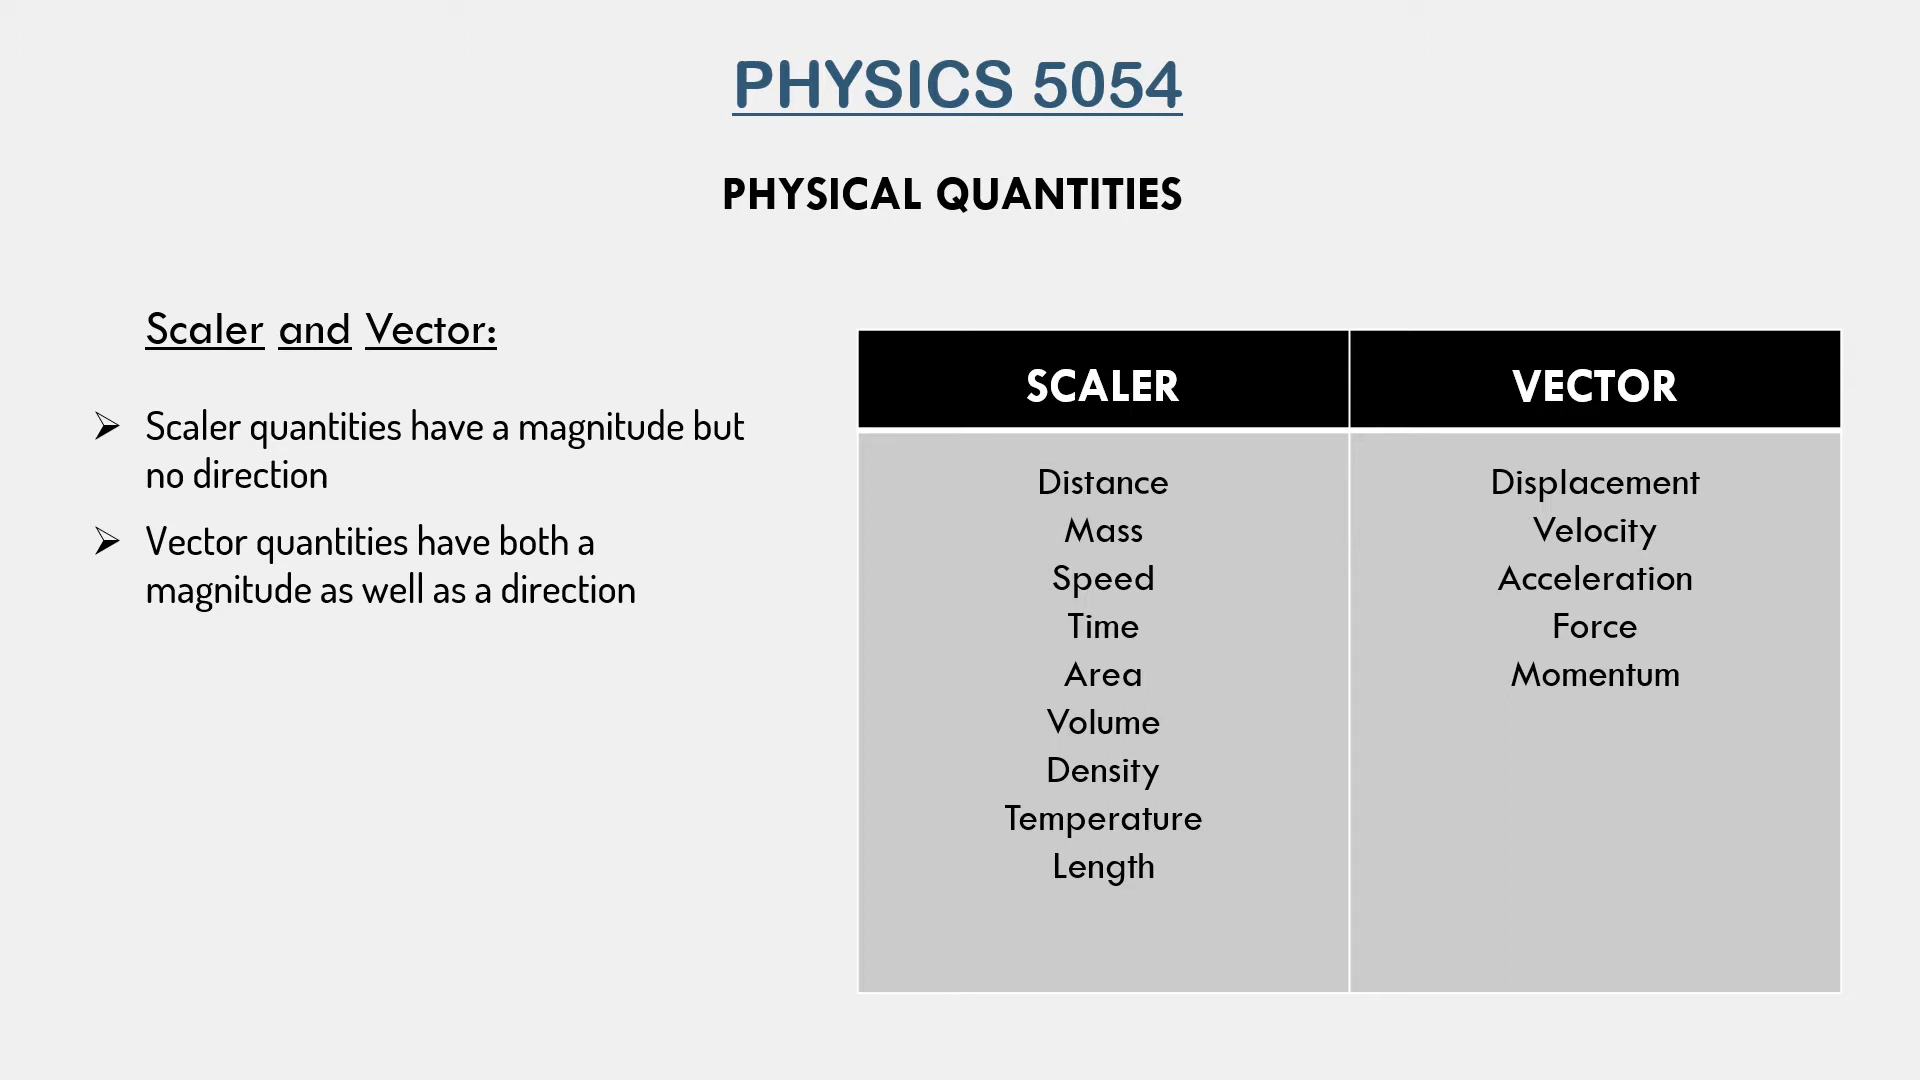 PHYSICS 5054
PHYSICAL QUANTITIES
Scaler and Vector:
➢ Scaler quantities have a magnitude but
no direction
➢ Vector quantities have both a
magnitude as well as a direction
SCALER
Distance
Mass
Speed
Time
Area
Volume
Density
Temperature
Length
VECTOR
Displacement
Velocity
Acceleration
Force
Momentum